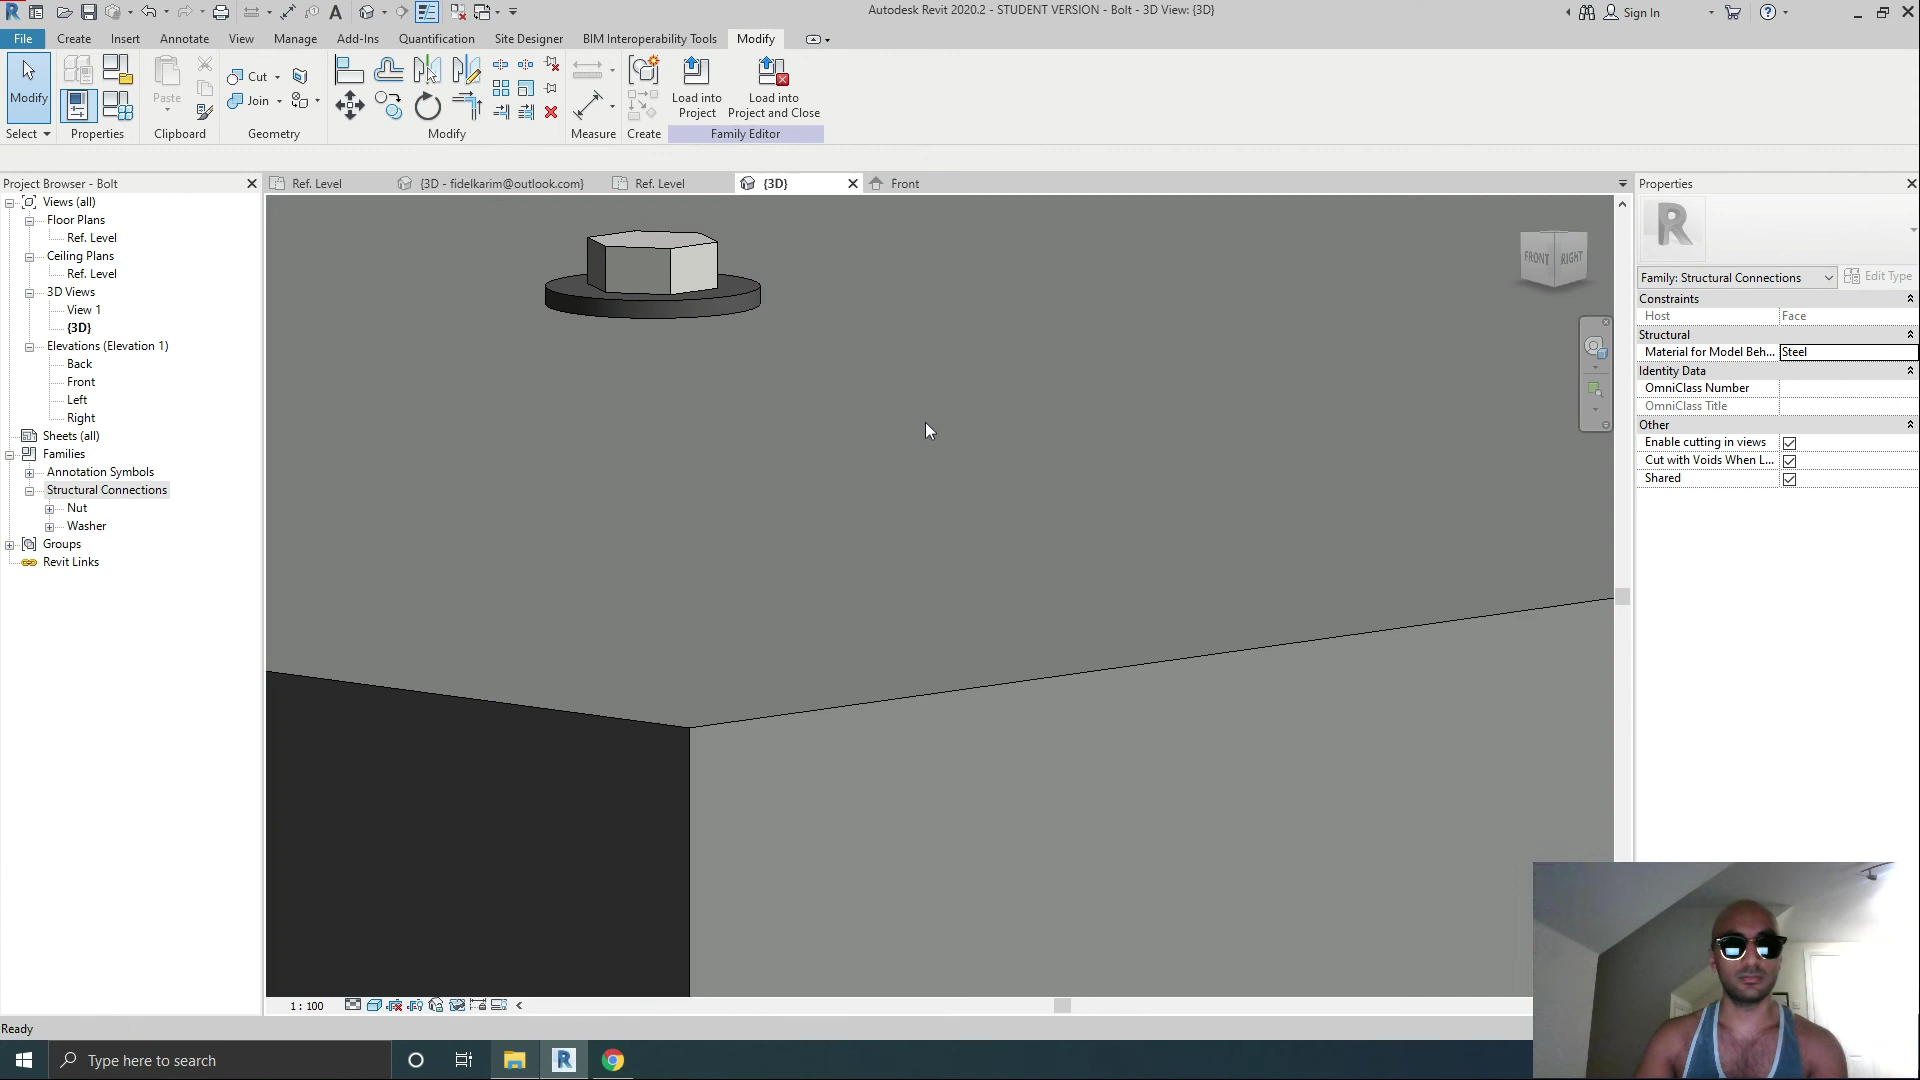 Autodesk Revit 2020.2 - STUDENT VERSION - Bolt - 3D View: {3D}
Sign In
File Create Insert Annotate View Manage Add-Ins Quantification Site Designer BIM Interoperability Tools Modify
Modify
Paste
Cut
Join
Load into Project
Load into Project and Close
Select Properties Clipboard Geometry Modify Measure Create Family Editor
Project Browser - Bolt
Ref. Level {3D - fidelkarim@outlook.com} Ref. Level {3D} Front
Properties
Views (all)
Floor Plans
Ref. Level
Ceiling Plans
Ref. Level
3D Views
View 1
{3D}
Elevations (Elevation 1)
Back
Front
Left
Right
Sheets (all)
Families
Annotation Symbols
Structural Connections
Nut
Washer
Groups
Revit Links
FRONT RIGHT
R
Family: Structural Connections Edit Type
Constraints
Host Face
Structural
Material for Model Beh... Steel
Identity Data
OmniClass Number
OmniClass Title
Other
Enable cutting in views
Cut with Voids When L...
Shared
1 : 100
Ready
Type here to search